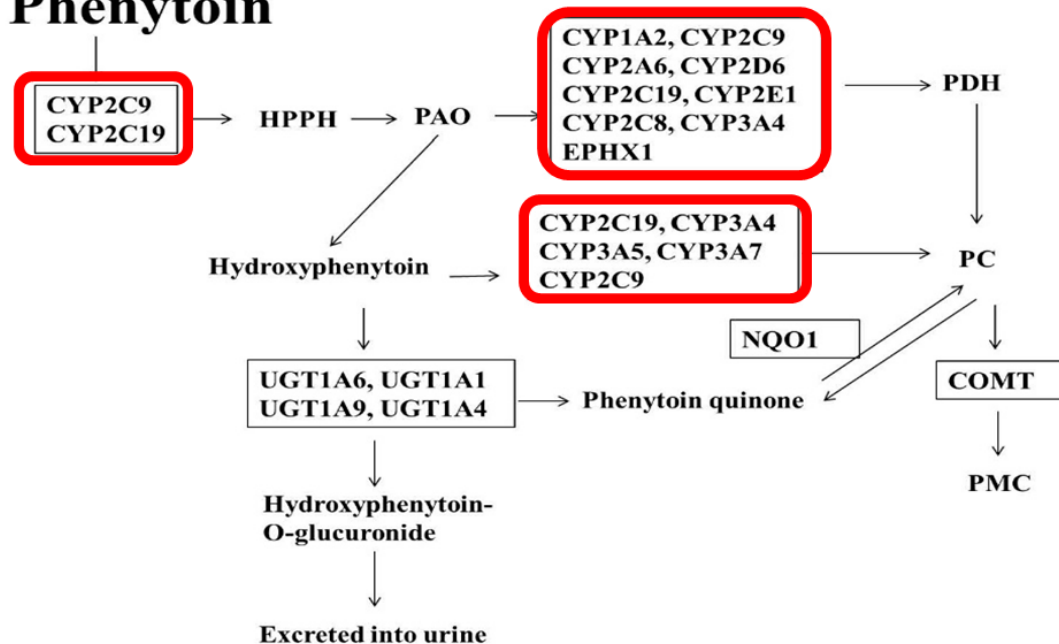 Phenytoin
CYP2C9
CYP2C19
HPPH
PAO
CYP1A2, CYP2C9
CYP2A6, CYP2D6
CYP2C19, CYP2E1
CYP2C8, CYP3A4
EPHX1
PDH
Hydroxyphenytoin
CYP2C19, CYP3A4
CYP3A5, CYP3A7
CYP2C9
PC
NQO1
UGT1A6, UGT1A1
UGT1A9, UGT1A4
Phenytoin quinone
COMT
PMC
Hydroxyphenytoin-
O-glucuronide
Excreted into urine